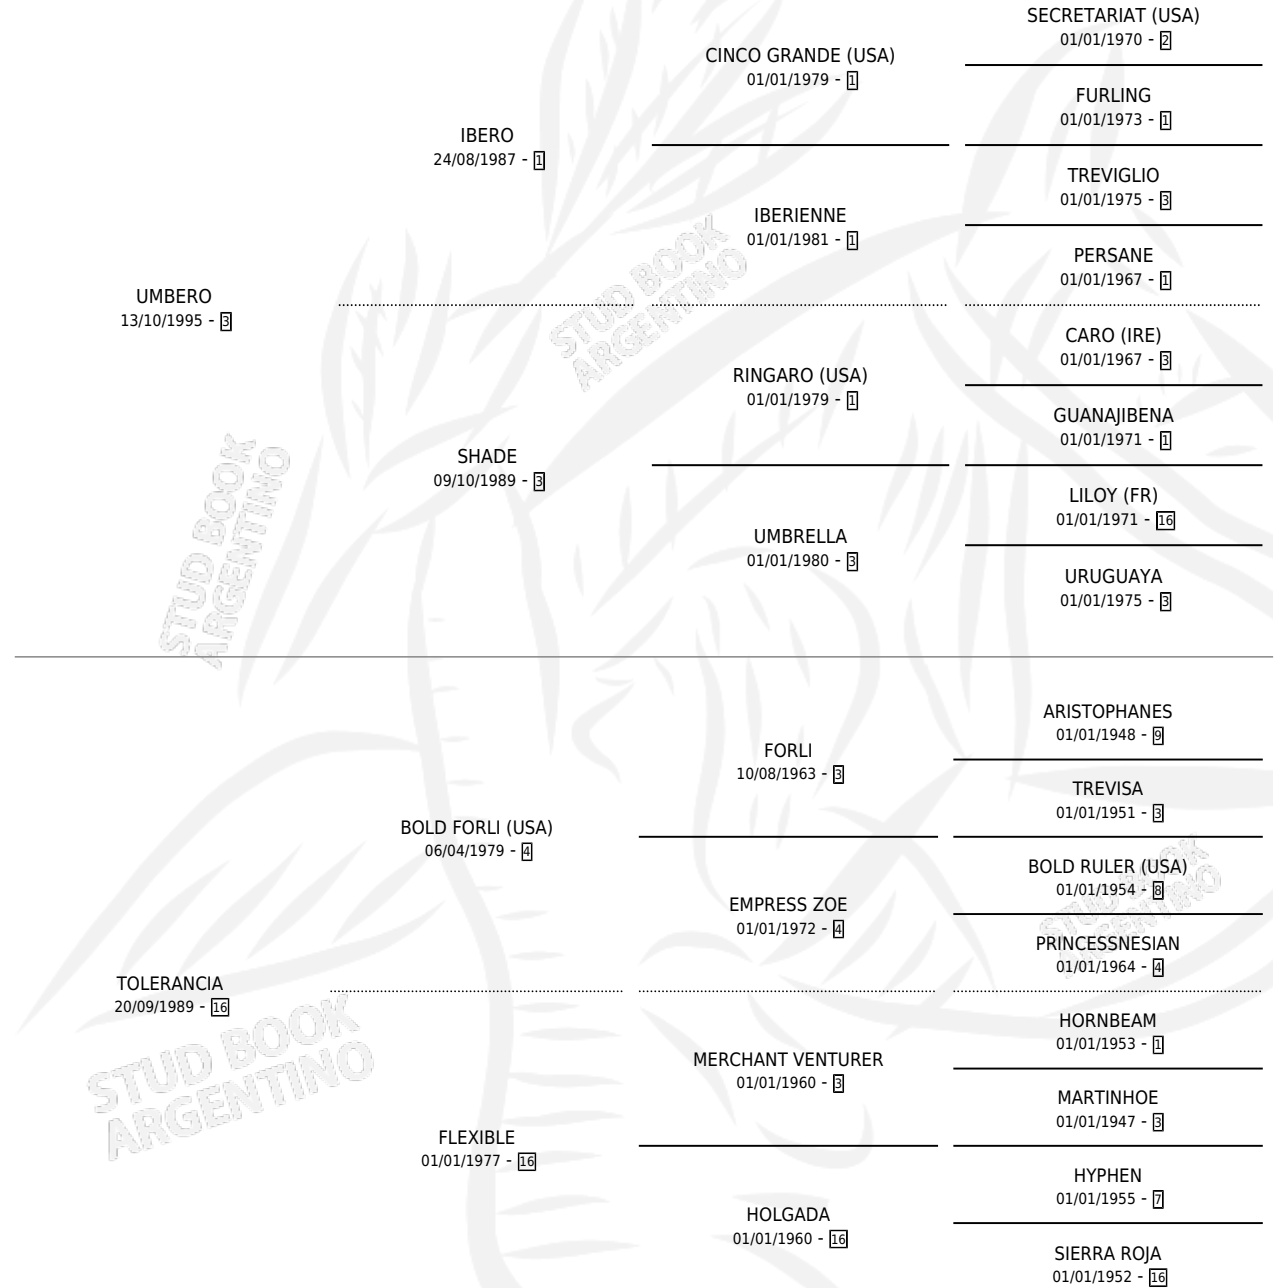 SECRETARIAT (USA)
01/01/1970 - 2
CINCO GRANDE (USA)
01/01/1979 - 1
FURLING
01/01/1973 - 1
IBERO
24/08/1987 - 1
TREVIGLIO
01/01/1975 - 3
IBERIENNE
01/01/1981 - 1
PERSANE
01/01/1967 - 1
UMBERO
13/10/1995 - 3
CARO (IRE)
01/01/1967 - 3
RINGARO (USA)
01/01/1979 - 1
GUANAJIBENA
01/01/1971 - 1
SHADE
09/10/1989 - 3
LILOY (FR)
01/01/1971 - 16
UMBRELLA
01/01/1980 - 3
URUGUAYA
01/01/1975 - 3
STUD BOOK
ARGENTINO
STUD BOOK
ARGENTINO
ARISTOPHANES
01/01/1948 - 9
FORLI
10/08/1963 - 3
TREVISA
01/01/1951 - 3
BOLD FORLI (USA)
06/04/1979 - 4
BOLD RULER (USA)
01/01/1954 - 8
EMPRESS ZOE
01/01/1972 - 4
PRINCESSNESIAN
01/01/1964 - 4
STUD BOOK
ARGENTINO
TOLERANCIA
20/09/1989 - 16
HORNBEAM
01/01/1953 - 1
MERCHANT VENTURER
01/01/1960 - 3
MARTINHOE
01/01/1947 - 3
FLEXIBLE
01/01/1977 - 16
HYPHEN
01/01/1955 - 7
HOLGADA
01/01/1960 - 16
SIERRA ROJA
01/01/1952 - 16
STUD BOOK
ARGENTINO